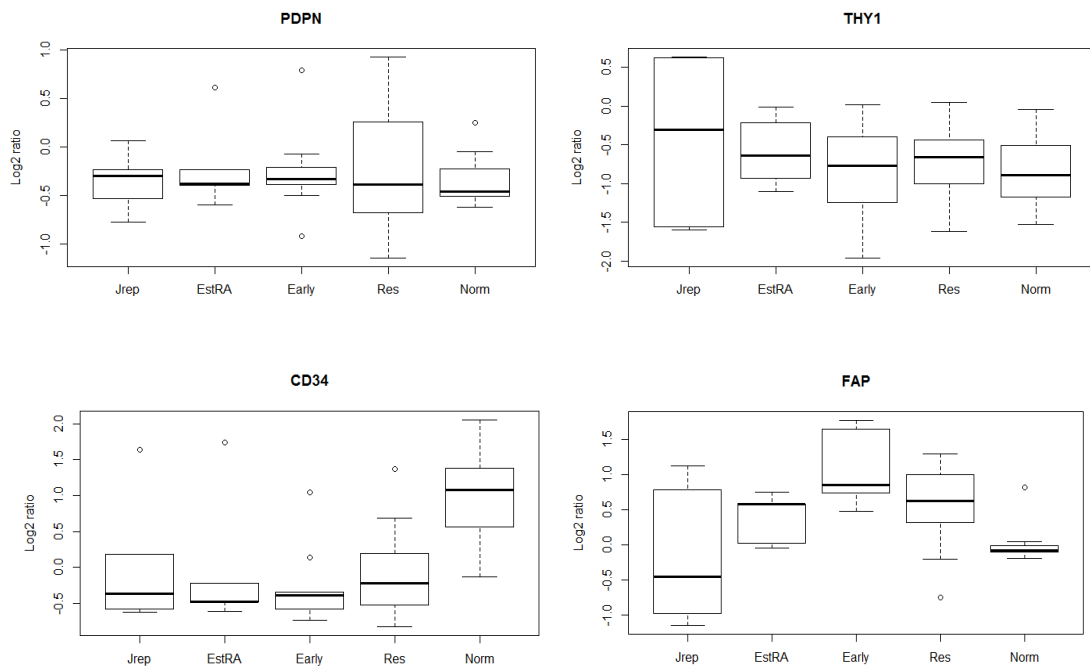 PDPN
Log2 ratio
1.0
0.5
0.0
-0.5
-1.0
Jrep EstRA Early Res Norm
THY1
Log2 ratio
0.5
0.0
-0.5
-1.0
-1.5
-2.0
Jrep EstRA Early Res Norm
CD34
Log2 ratio
2.0
1.5
1.0
0.5
0.0
-0.5
Jrep EstRA Early Res Norm
FAP
Log2 ratio
1.5
1.0
0.5
0.0
-0.5
-1.0
Jrep EstRA Early Res Norm